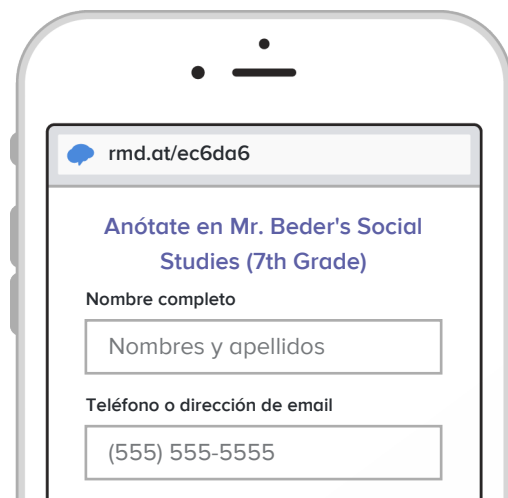 rmd.at/ec6da6
Anótate en Mr. Beder's Social
Studies (7th Grade)
Nombre completo
Nombres y apellidos
Teléfono o dirección de email
(555) 555-5555